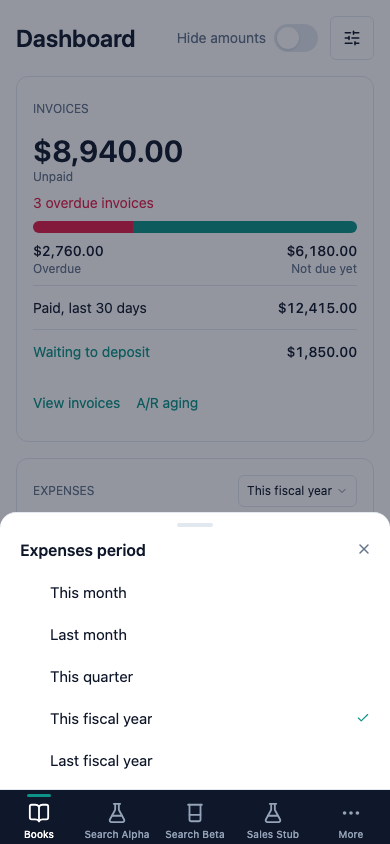 Dashboard
Hide amounts
INVOICES
$8,940.00
Unpaid
3 overdue invoices
$2,760.00 $6,180.00
Overdue Not due yet
Paid, last 30 days $12,415.00
Waiting to deposit $1,850.00
View invoices A/R aging
EXPENSES This fiscal year
Expenses period
This month
Last month
This quarter
This fiscal year
Last fiscal year
Books Search Alpha Search Beta Sales Stub More